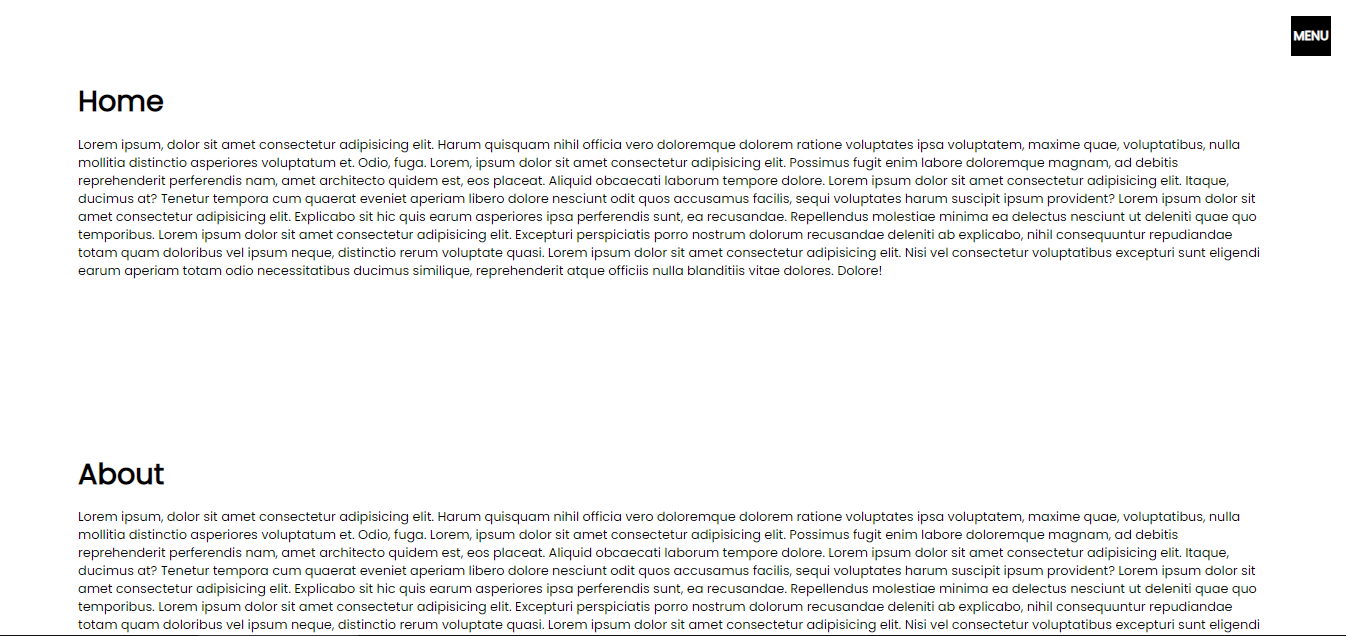 MENU
Home
Lorem ipsum, dolor sit amet consectetur adipisicing elit. Harum quisquam nihil officia vero doloremque dolorem ratione voluptates ipsa voluptatem, maxime quae, voluptatibus, nulla
mollitia distinctio asperiores voluptatum et. Odio, fuga. Lorem, ipsum dolor sit amet consectetur adipisicing elit. Possimus fugit enim labore doloremque magnam, ad debitis
reprehenderit perferendis nam, amet architecto quidem est, eos placeat. Aliquid obcaecati laborum tempore dolore. Lorem ipsum dolor sit amet consectetur adipisicing elit. Itaque,
ducimus at? Tenetur tempora cum quaerat eveniet aperiam libero dolore nesciunt odit quos accusamus facilis, sequi voluptates harum suscipit ipsum provident? Lorem ipsum dolor sit
amet consectetur adipisicing elit. Explicabo sit hic quis earum asperiores ipsa perferendis sunt, ea recusandae. Repellendus molestiae minima ea delectus nesciunt ut deleniti quae quo
temporibus. Lorem ipsum dolor sit amet consectetur adipisicing elit. Excepturi perspiciatis porro nostrum dolorum recusandae deleniti ab explicabo, nihil consequuntur repudiandae
totam quam doloribus vel ipsum neque, distinctio rerum voluptate quasi. Lorem ipsum dolor sit amet consectetur adipisicing elit. Nisi vel consectetur voluptatibus excepturi sunt eligendi
earum aperiam totam odio necessitatibus ducimus similique, reprehenderit atque officiis nulla blanditiis vitae dolores. Dolore!
About
Lorem ipsum, dolor sit amet consectetur adipisicing elit. Harum quisquam nihil officia vero doloremque dolorem ratione voluptates ipsa voluptatem, maxime quae, voluptatibus, nulla
mollitia distinctio asperiores voluptatum et. Odio, fuga. Lorem, ipsum dolor sit amet consectetur adipisicing elit. Possimus fugit enim labore doloremque magnam, ad debitis
reprehenderit perferendis nam, amet architecto quidem est, eos placeat. Aliquid obcaecati laborum tempore dolore. Lorem ipsum dolor sit amet consectetur adipisicing elit. Itaque,
ducimus at? Tenetur tempora cum quaerat eveniet aperiam libero dolore nesciunt odit quos accusamus facilis, sequi voluptates harum suscipit ipsum provident? Lorem ipsum dolor sit
amet consectetur adipisicing elit. Explicabo sit hic quis earum asperiores ipsa perferendis sunt, ea recusandae. Repellendus molestiae minima ea delectus nesciunt ut deleniti quae quo
temporibus. Lorem ipsum dolor sit amet consectetur adipisicing elit. Excepturi perspiciatis porro nostrum dolorum recusandae deleniti ab explicabo, nihil consequuntur repudiandae
totam quam doloribus vel ipsum neque, distinctio rerum voluptate quasi. Lorem ipsum dolor sit amet consectetur adipisicing elit. Nisi vel consectetur voluptatibus excepturi sunt eligendi